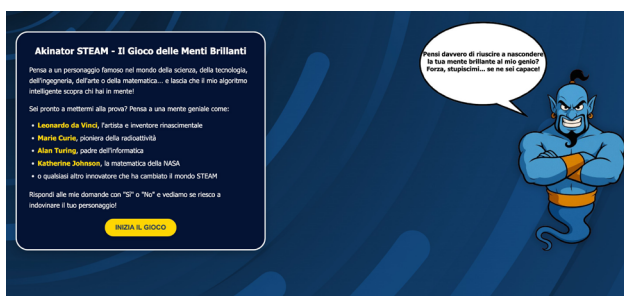 Akinator STEAM - Il Gioco delle Menti Brillanti
Pensa a un personaggio famoso nel mondo della scienza, della tecnologia,
dell'ingegneria, dell'arte o della matematica... e lascia che il mio algoritmo
intelligente scopra chi hai in mente!
Sei pronto a mettermi alla prova? Pensa a una mente geniale come:
• Leonardo da Vinci, l'artista e inventore rinascimentale
• Marie Curie, pioniera della radioattività
• Alan Turing, padre dell'informatica
• Katherine Johnson, la matematica della NASA
• o qualsiasi altro innovatore che ha cambiato il mondo STEAM
Rispondi alle mie domande con "Sì" o "No" e vediamo se riesco a
indovinare il tuo personaggio!
INIZIA IL GIOCO
Pensi davvero di riuscire a nascondere
la tua mente brillante al mio genio?
Forza, stupiscimi... se ne sei capace!